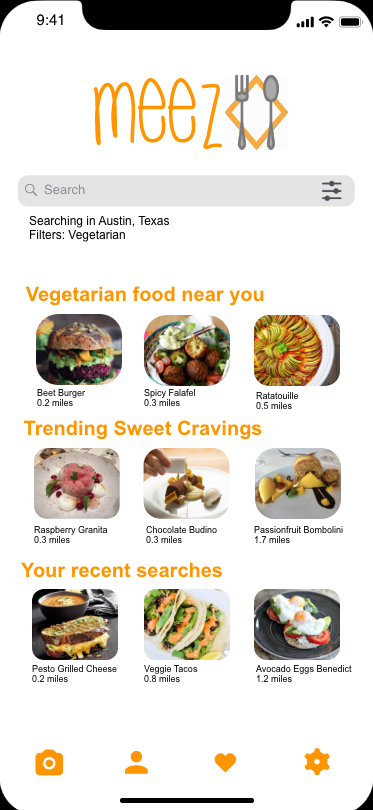 9:41
meez
Search
Searching in Austin, Texas
Filters: Vegetarian
Vegetarian food near you
Beet Burger
0.2 miles
Spicy Falafel
0.3 miles
Ratatouille
0.5 miles
Trending Sweet Cravings
Raspberry Granita
0.3 miles
Chocolate Budino
0.3 miles
Passionfruit Bombolini
1.7 miles
Your recent searches
Pesto Grilled Cheese
0.2 miles
Veggie Tacos
0.8 miles
Avocado Eggs Benedict
1.2 miles